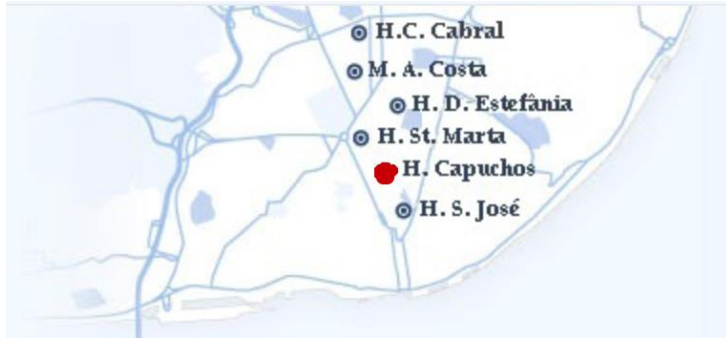 H.C. Cabral
M. A. Costa
H. D. Estefânia
H. St. Marta
H. Capuchos
H. S. José